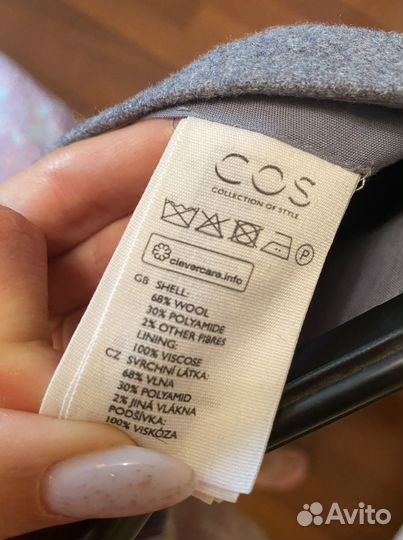 COS
COLLECTION OF STYLE
P
clevercare.info
GB SHELL:
68% WOOL
30% POLYAMIDE
2% OTHER FIBRES
LINING:
100% VISCOSE
CZ SVRCHNÍ LÁTKA:
68% VLNA
30% POLYAMID
2% JINÁ VLÁKNA
PODŠÍVKA:
100% VISKÓZA
Avito